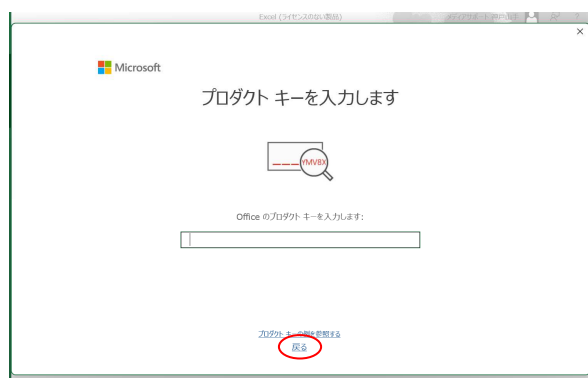 Excel (ライセンスのない製品)
Microsoft
プロダクト キーを入力します
YMVBX
Office のプロダクト キーを入力します:
プロダクト キーの例を参照する
戻る